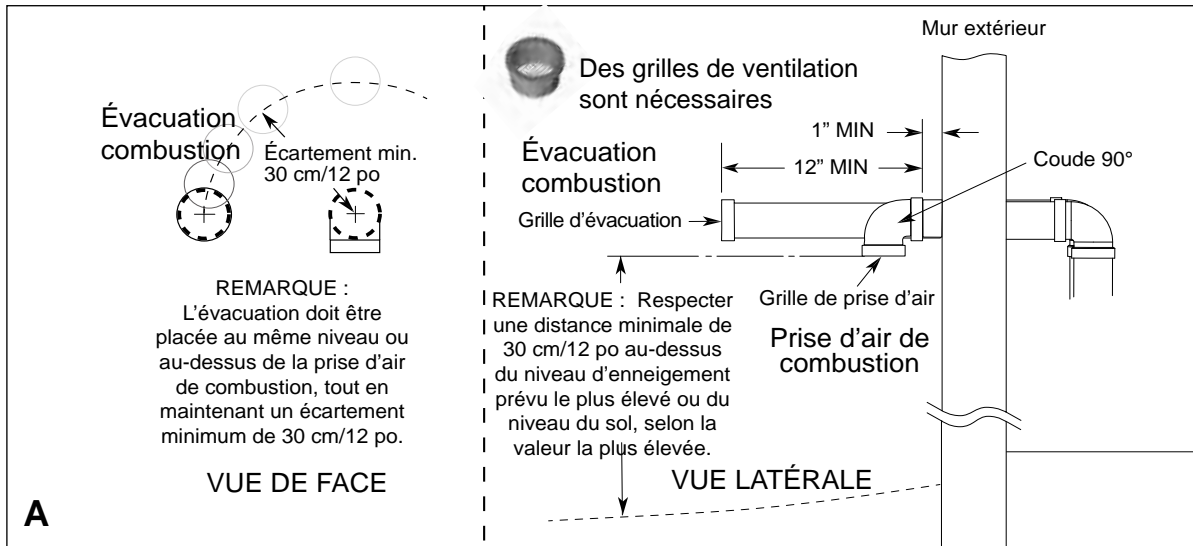 Évacuation
combustion
Écartement min.
30 cm/12 po
REMARQUE :
L'évacuation doit être
placée au même niveau ou
au-dessus de la prise d'air
de combustion, tout en
maintenant un écartement
minimum de 30 cm/12 po.
VUE DE FACE
A
Des grilles de ventilation
sont nécessaires
Mur extérieur
1” MIN
Évacuation
combustion
12” MIN
Coude 90°
Grille d'évacuation
Grille de prise d'air
Prise d'air de
combustion
REMARQUE : Respecter
une distance minimale de
30 cm/12 po au-dessus
du niveau d'enneigement
prévu le plus élevé ou du
niveau du sol, selon la
valeur la plus élevée.
VUE LATÉRALE